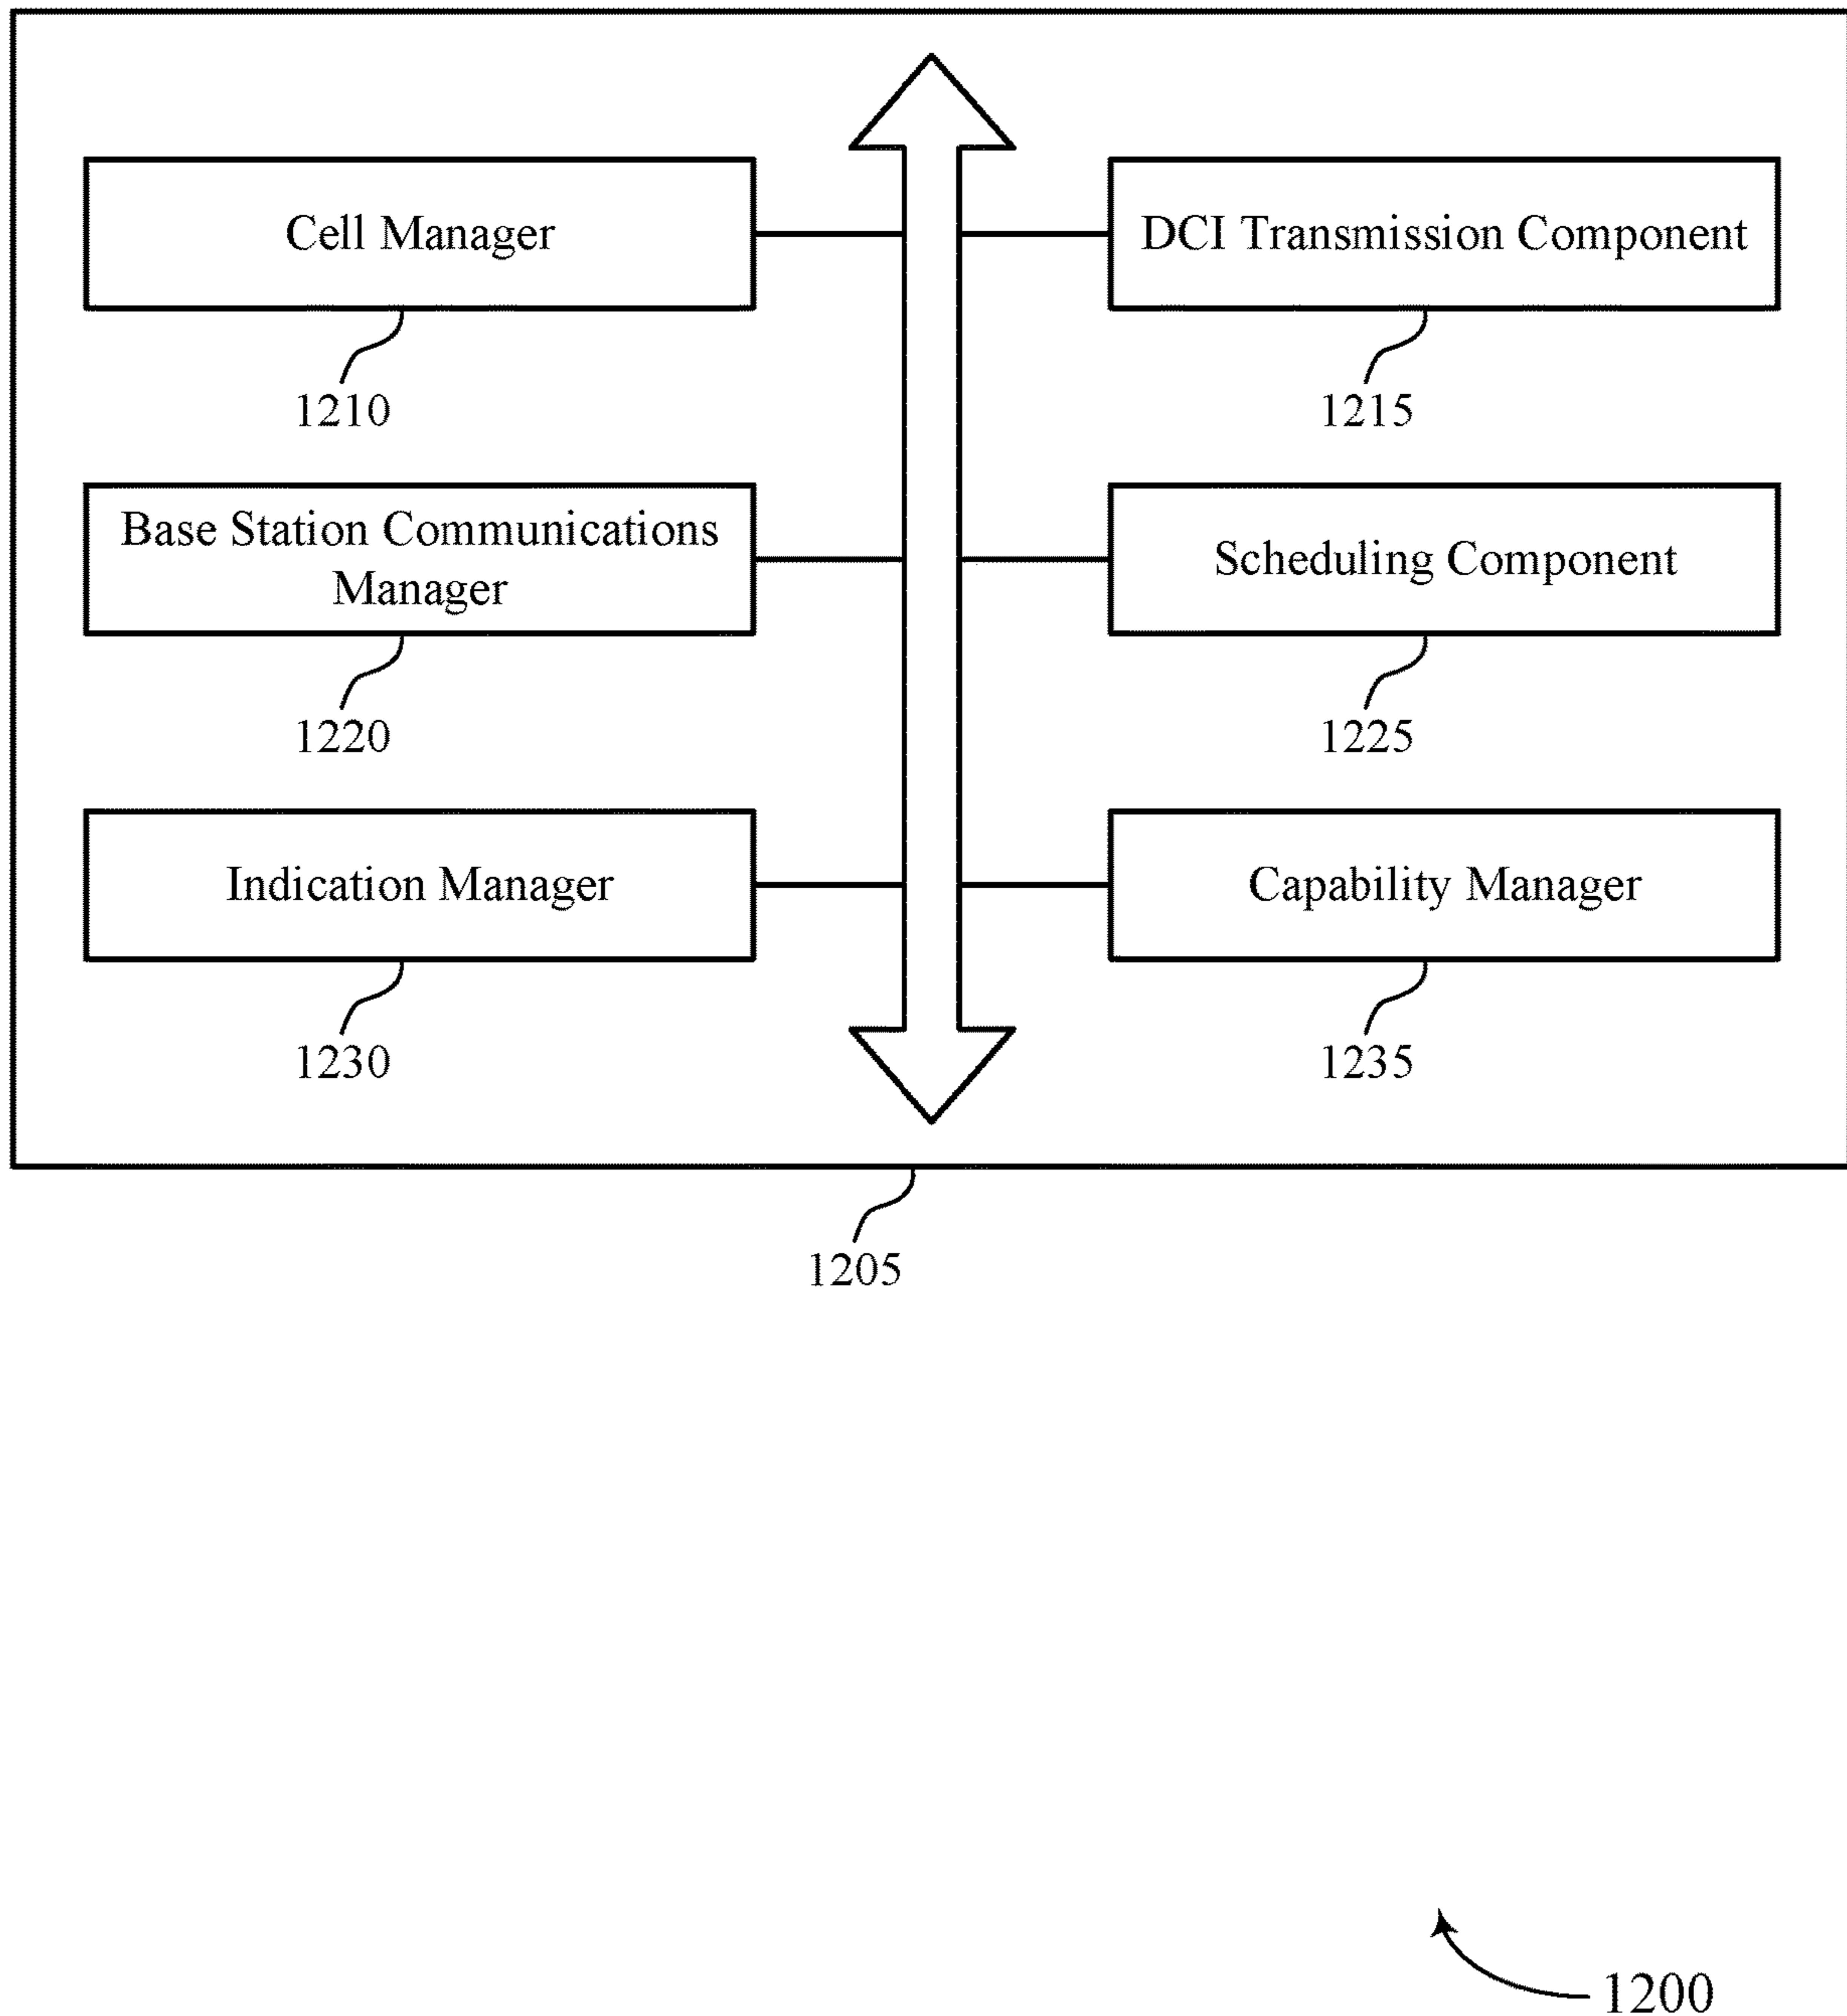 Cell Manager
DCI Transmission Component
1210
1215
Base Station Communications
Manager
Scheduling Component
1220
1225
Indication Manager
Capability Manager
1230
1235
1205
1200